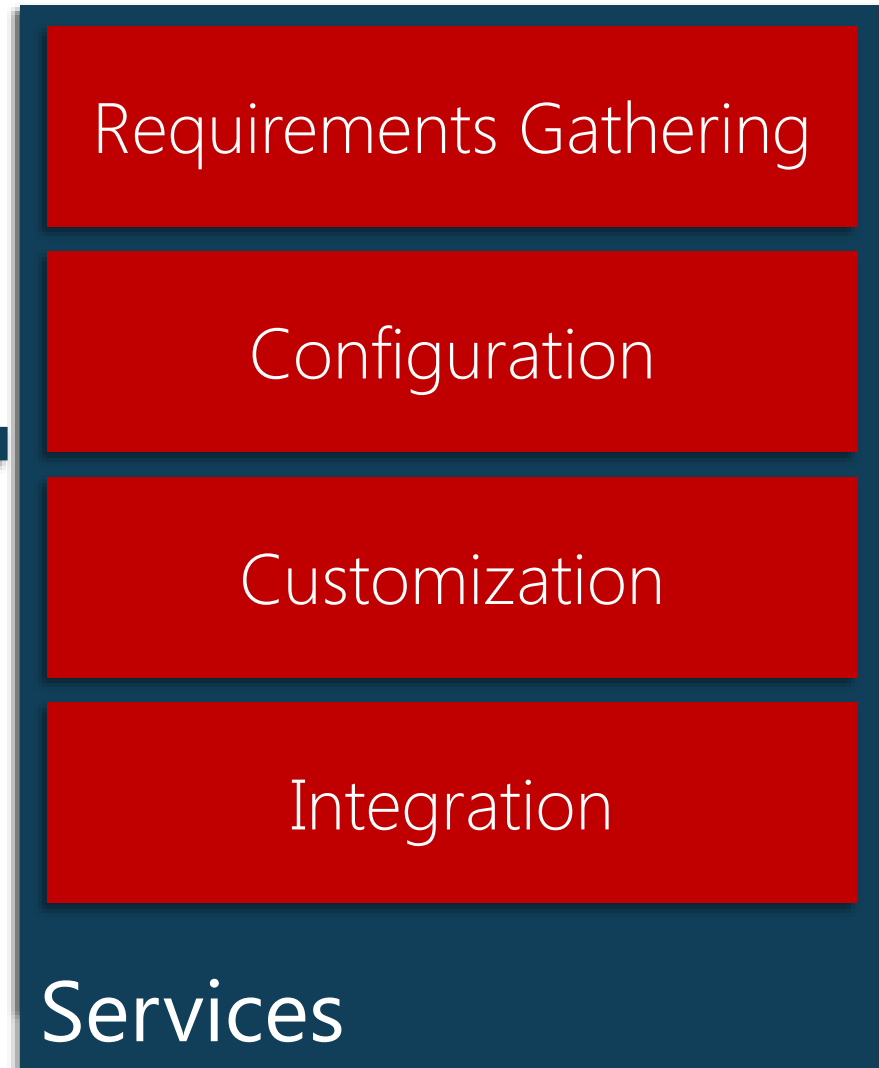 Requirements Gathering
Configuration
Customization
Integration
Services